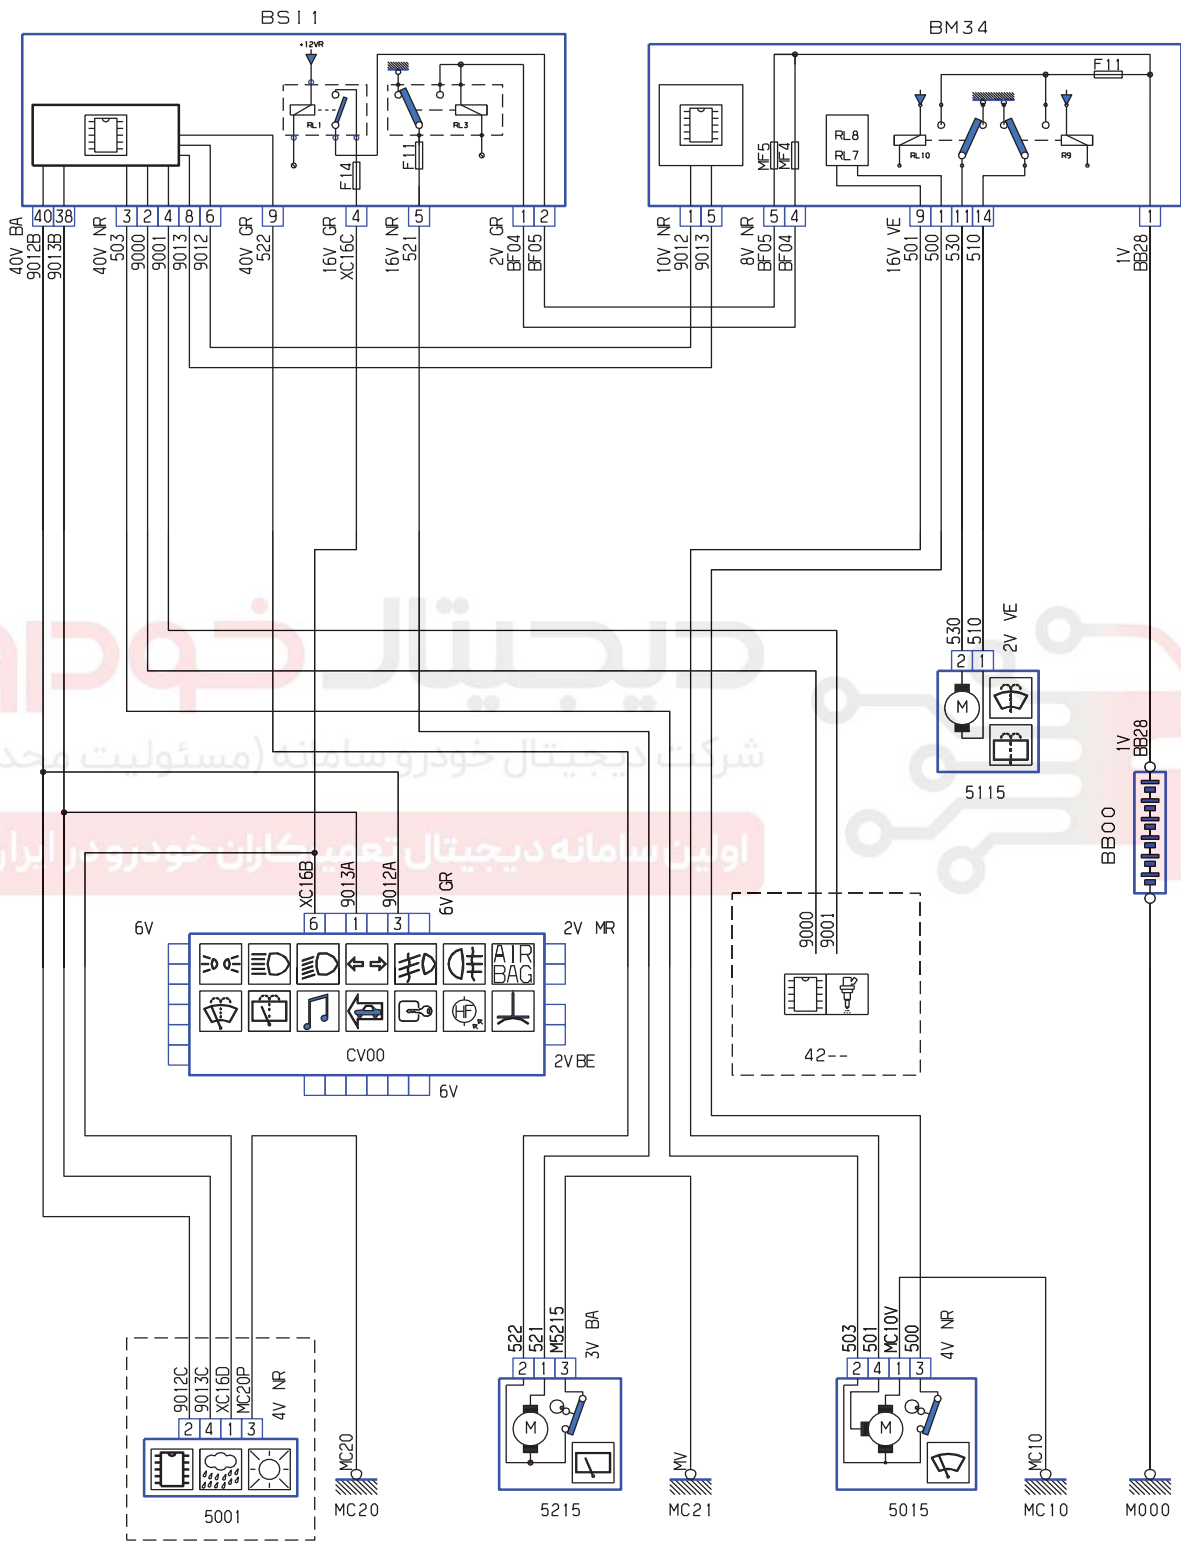 BSI1
BM34
+12VR
RL1
RL3
F14
F11
RL8
RL7
MF5
MF4
RL10
R9
F11
40 38 3 2 4 8 6 9 4 5 1 2
1 5 5 4 9 1 11 14 1
40V BA
9012B
9013B
40V NR
503
9000
9001
9013
9012
40V GR
522
16V GR
XC16C
16V NR
521
2V GR
BF04
BF05
10V NR
9012
9013
8V NR
BF05
BF04
16V VE
501
500
530
510
1V
BB28
530
510
2V VE
2 1
M
5115
دیجیتال خودرو
شرکت دیجیتال خودرو سامانه (مسئولیت محد
اولین سامانه دیجیتال تعمیرکاران خودرو در ایران
1V
BB28
BB00
XC16B
9013A
9012A
6V GR
6 1 3
6V
2V MR
AIR
BAG
HF
CV00
2V BE
6V
9000
9001
42--
9012C
9013C
XC16D
MC20P
4V NR
2 4 1 3
5001
MC20
MC20
522
521
M5215
3V BA
2 1 3
M
5215
MV
MC21
503
501
MC10V
500
4V NR
2 4 1 3
M
5015
MC10
MC10
M000